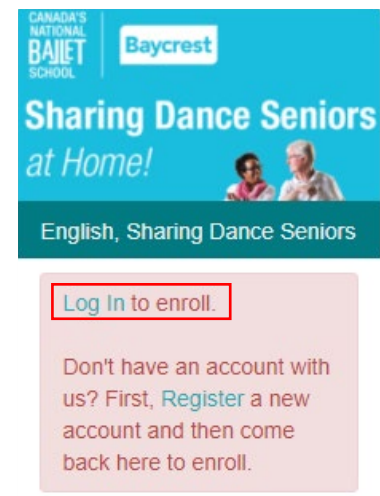 CANADA'S
NATIONAL
BALLET
SCHOOL
Baycrest
Sharing Dance Seniors
at Home!
English, Sharing Dance Seniors
Log In to enroll.
Don't have an account with
us? First, Register a new
account and then come
back here to enroll.